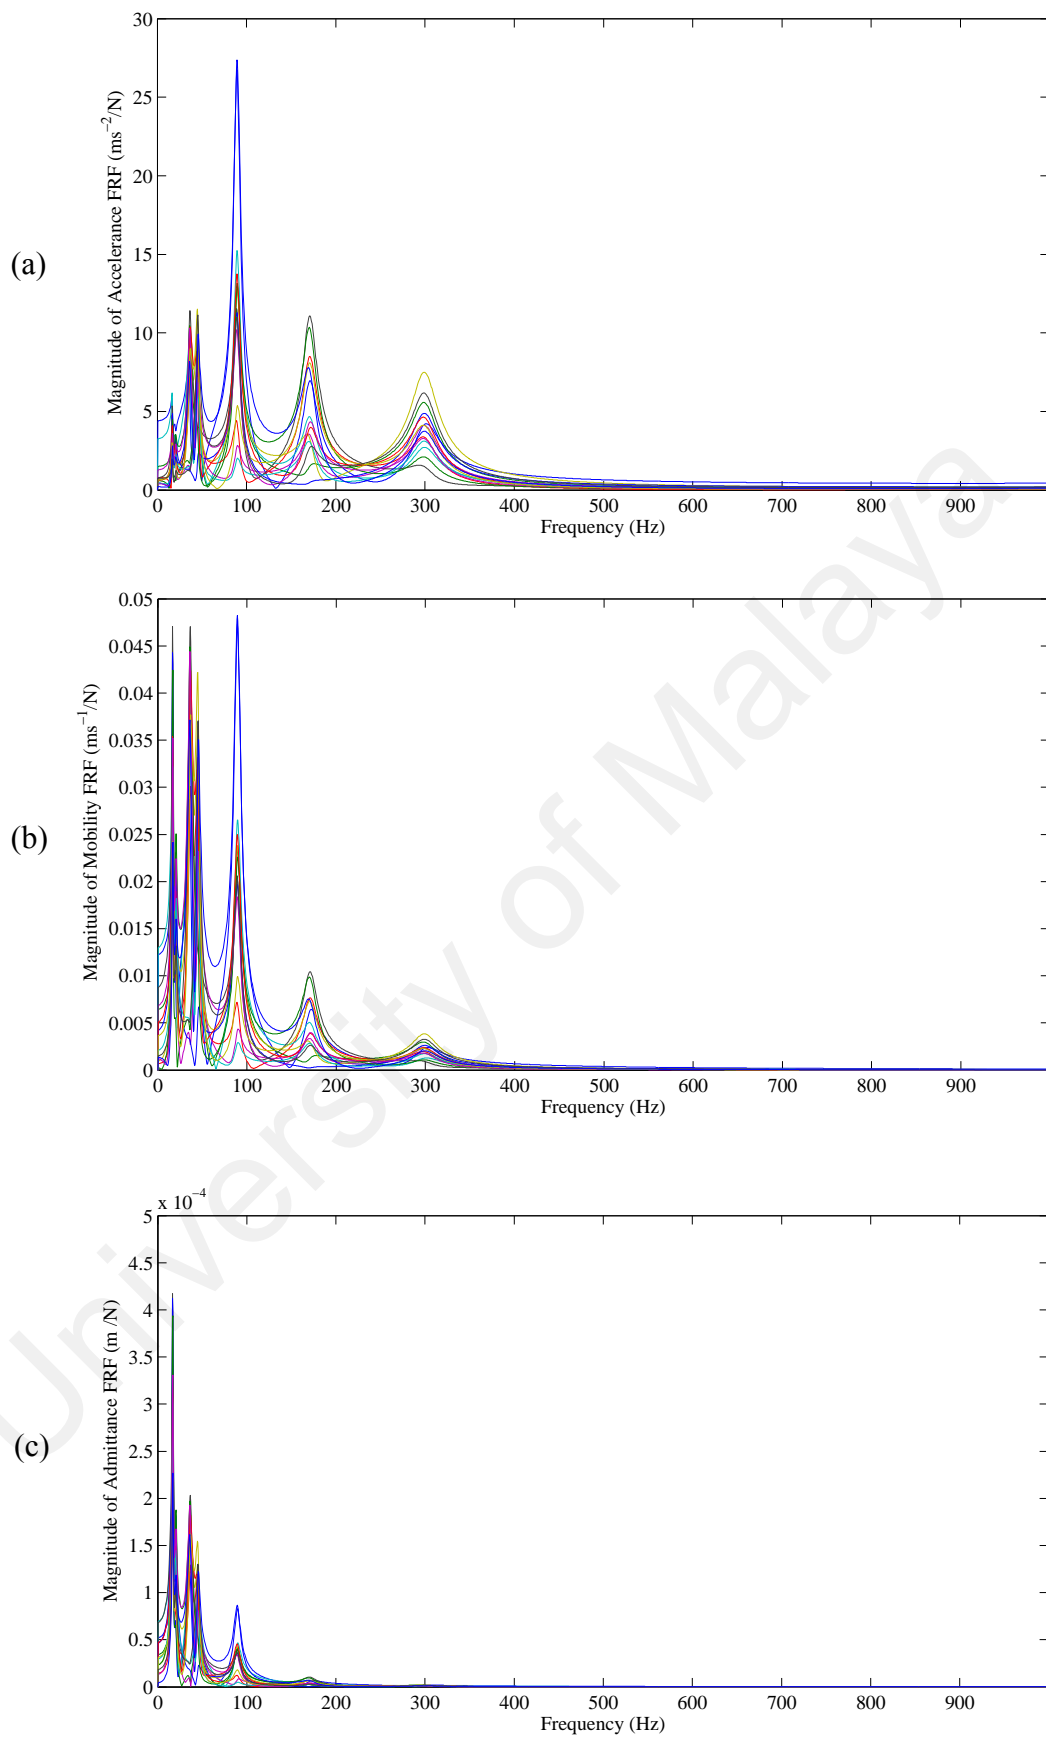 (a)
Magnitude of Accelerance FRF (ms−2/N)
30
25
20
15
10
5
0
0 100 200 300 400 500 600 700 800 900
Frequency (Hz)
(b)
Magnitude of Mobility FRF (ms−1/N)
0.05
0.045
0.04
0.035
0.03
0.025
0.02
0.015
0.01
0.005
0
0 100 200 300 400 500 600 700 800 900
Frequency (Hz)
(c)
Magnitude of Admittance FRF (m /N)
x 10−4
5
4.5
4
3.5
3
2.5
2
1.5
1
0.5
0
0 100 200 300 400 500 600 700 800 900
Frequency (Hz)
University of Malaya